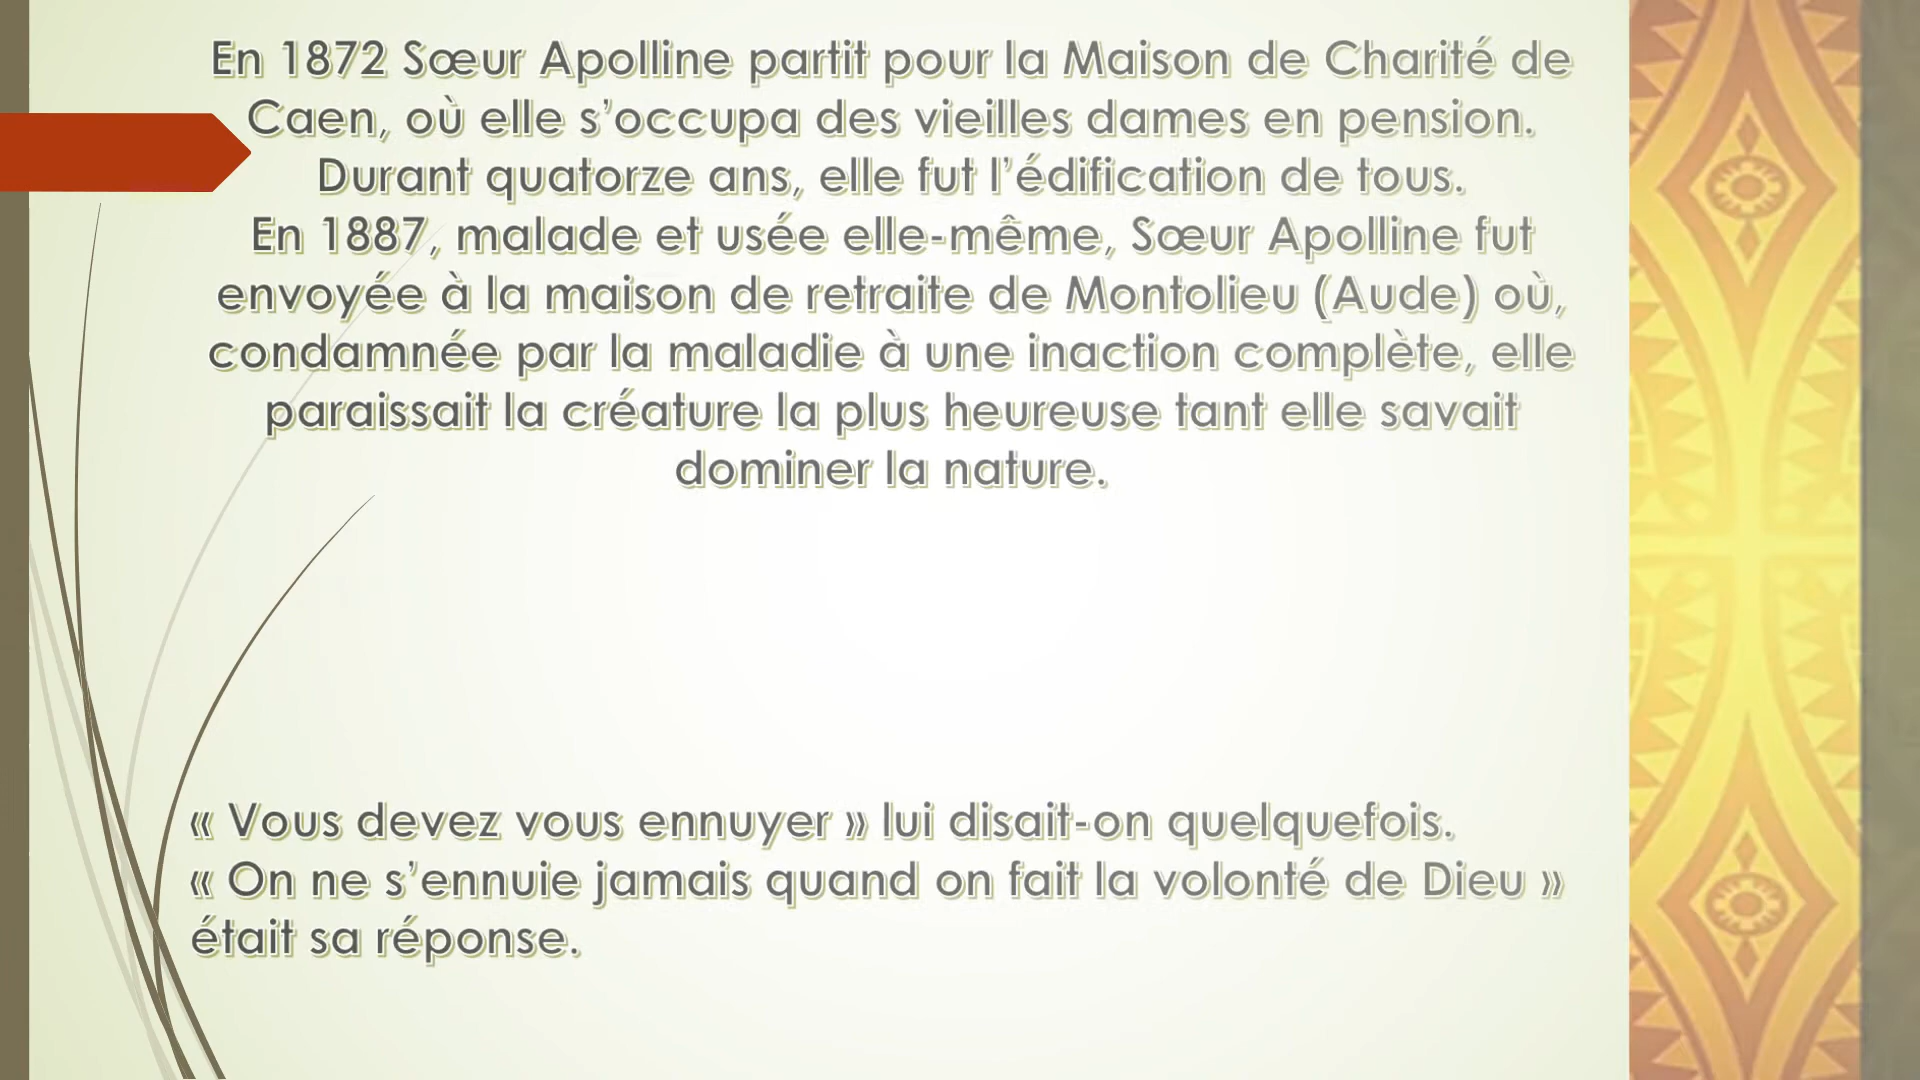 En 1872 Sœur Apolline partit pour la Maison de Charité de
Caen, où elle s’occupa des vieilles dames en pension.
Durant quatorze ans, elle fut l’édification de tous.
En 1887, malade et usée elle-même, Sœur Apolline fut
envoyée à la maison de retraite de Montolieu (Aude) où,
condamnée par la maladie à une inaction complète, elle
paraissait la créature la plus heureuse tant elle savait
dominer la nature.
« Vous devez vous ennuyer » lui disait-on quelquefois.
« On ne s’ennuie jamais quand on fait la volonté de Dieu »
était sa réponse.